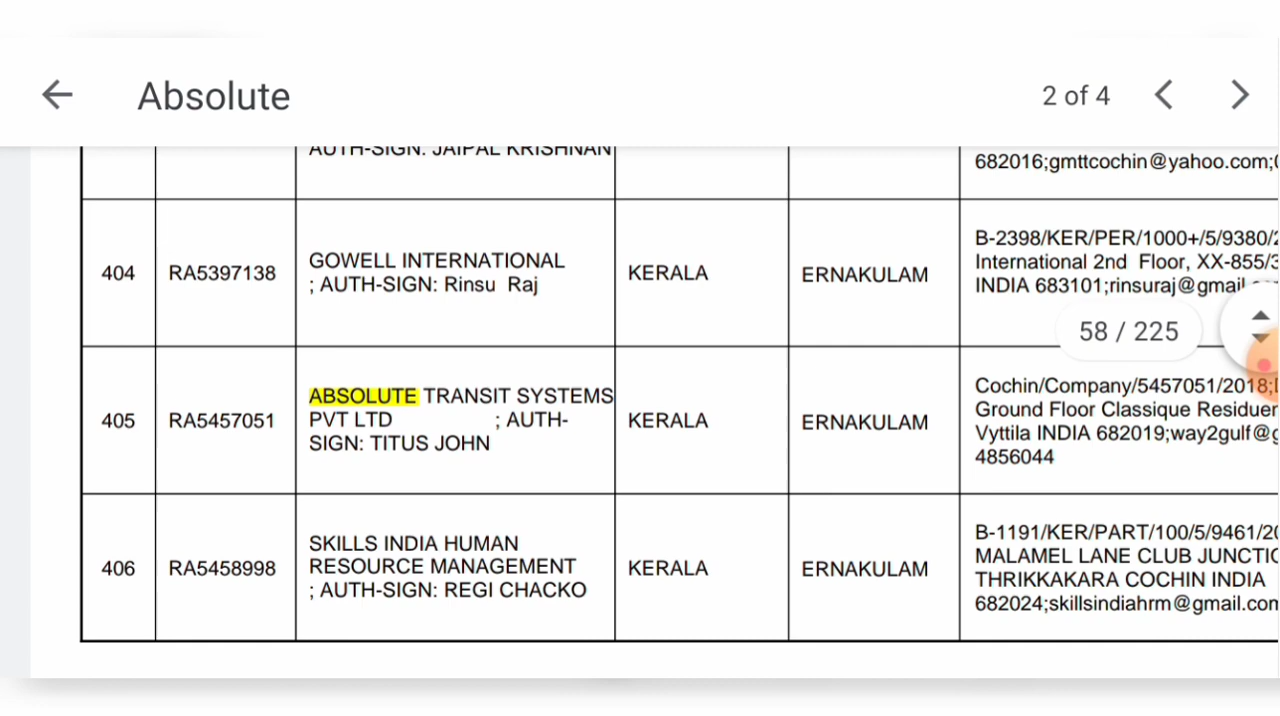 Absolute
2 of 4
AUTH-SIGN: JAIPAL KRISHNAN
682016;gmttcochin@yahoo.com;
404
RA5397138
GOWELL INTERNATIONAL
; AUTH-SIGN: Rinsu Raj
KERALA
ERNAKULAM
B-2398/KER/PER/1000+/5/9380/
International 2nd Floor, XX-855/
INDIA 683101;rinsuraj@gmail
58 / 225
405
RA5457051
ABSOLUTE TRANSIT SYSTEMS
PVT LTD ; AUTH-
SIGN: TITUS JOHN
KERALA
ERNAKULAM
Cochin/Company/5457051/2018;
Ground Floor Classique
Vyttila INDIA 682019;way2gulf@
4856044
406
RA5458998
SKILLS INDIA HUMAN
RESOURCE MANAGEMENT
; AUTH-SIGN: REGI CHACKO
KERALA
ERNAKULAM
B-1191/KER/PART/100/5/9461/
MALAMEL LANE CLUB
THRIKKAKARA COCHIN INDIA
682024;skillsindiahrm@gmail.com